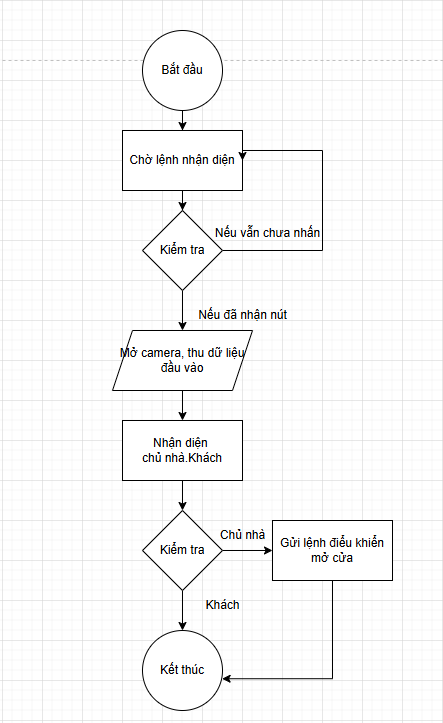 Bắt đầu
Chờ lệnh nhận diện
Nếu vẫn chưa nhấn
Kiểm tra
Nếu đã nhận nút
Mở camera, thu dữ liệu
đầu vào
Nhận diện
chủ nhà.Khách
Chủ nhà
Kiểm tra
Gửi lệnh điểu khiển
mở cửa
Khách
Kết thúc